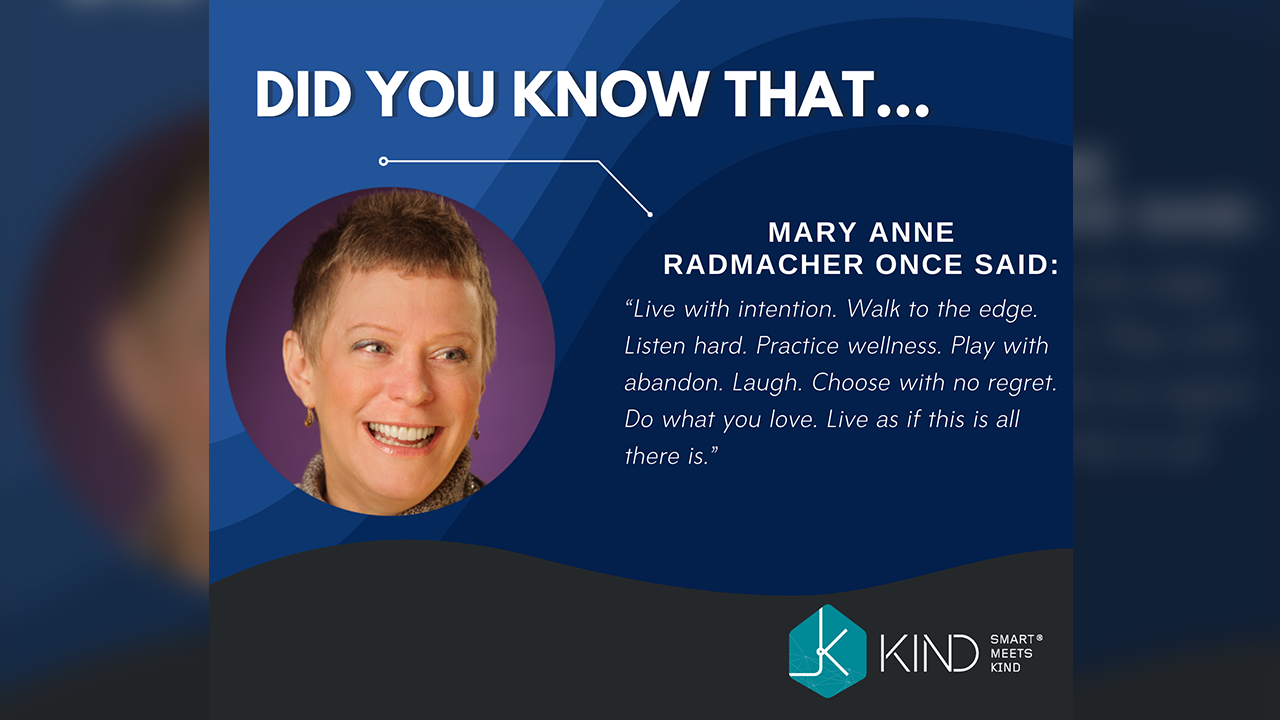 DID YOU KNOW THAT...
MARY ANNE
RADMACHER ONCE SAID:
“Live with intention. Walk to the edge.
Listen hard. Practice wellness. Play with
abandon. Laugh. Choose with no regret.
Do what you love. Live as if this is all
there is.”
KIND
SMART®
MEETS
KIND